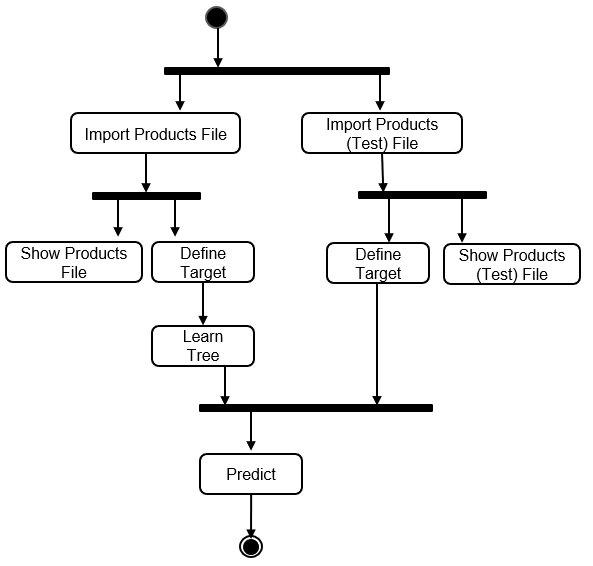 Import Products File
Import Products
(Test) File
Show Products
File
Define
Target
Define
Target
Show Products
(Test) File
Learn
Tree
Predict